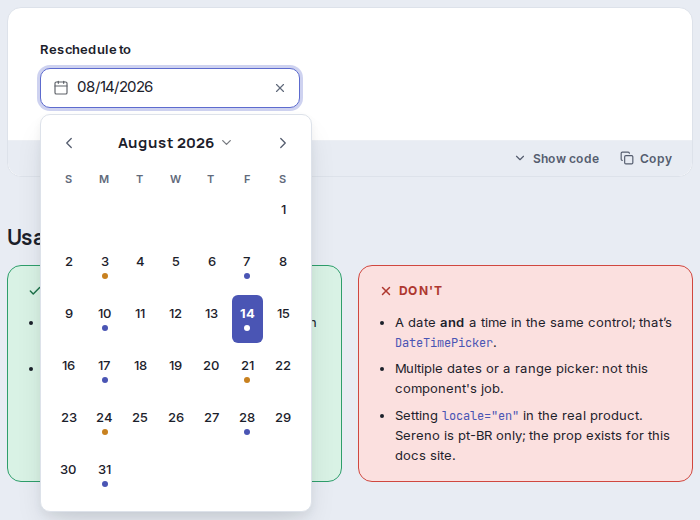 Reschedule to
08/14/2026
August 2026
S M T W T F S
1
2 3 4 5 6 7 8
9 10 11 12 13 14 15
16 17 18 19 20 21 22
23 24 25 26 27 28 29
30 31
Show code Copy
DON'T
A date and a time in the same control; that's
DateTimePicker.
Multiple dates or a range picker: not this
component's job.
Setting locale="en" in the real product.
Sereno is pt-BR only; the prop exists for this
docs site.